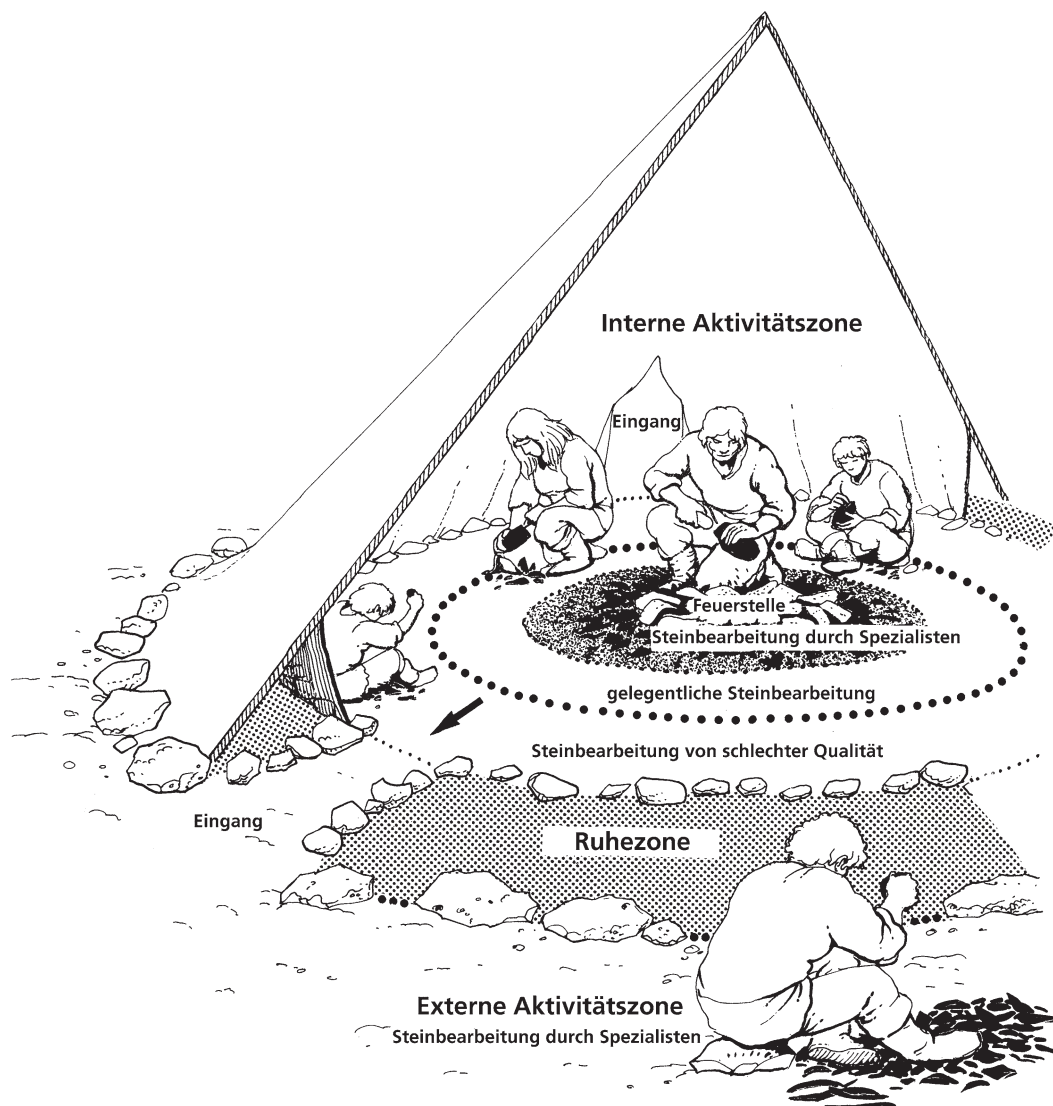 Interne Aktivitätszone
Eingang
Feuerstelle
Steinbearbeitung durch Spezialisten
gelegentliche Steinbearbeitung
Steinbearbeitung von schlechter Qualität
Eingang
Ruhezone
Externe Aktivitätszone
Steinbearbeitung durch Spezialisten